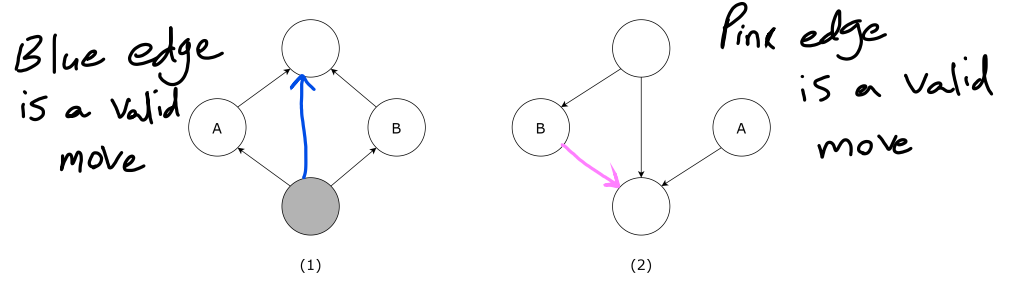 Blue edge
is a valid
move
A
B
(1)
Pink edge
is a valid
move
B
A
(2)